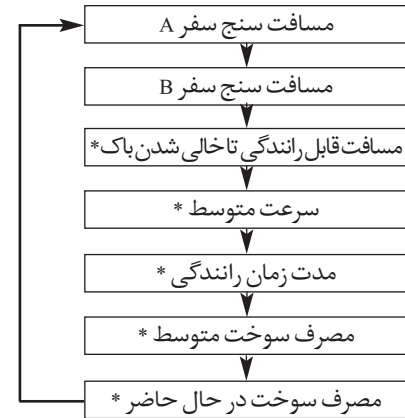 مسافت سنج سفر A
مسافت سنج سفر B
مسافت قابل رانندگی تا خالی شدن باک*
سرعت متوسط *
مدت زمان رانندگی *
مصرف سوخت متوسط *
مصرف سوخت در حال حاضر *